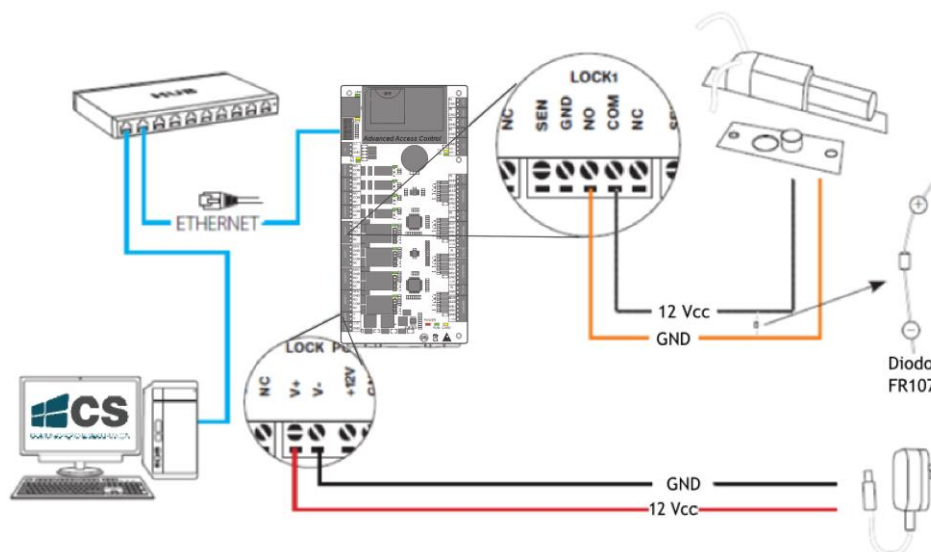 HUB
ETHERNET
Advanced Access Control
LOCK1
NC
SEN
GND
NO
COM
NC
12 Vcc
GND
Diodo
FR107
LOCK
NC
V+
V-
+12V
GND
12 Vcc
CS